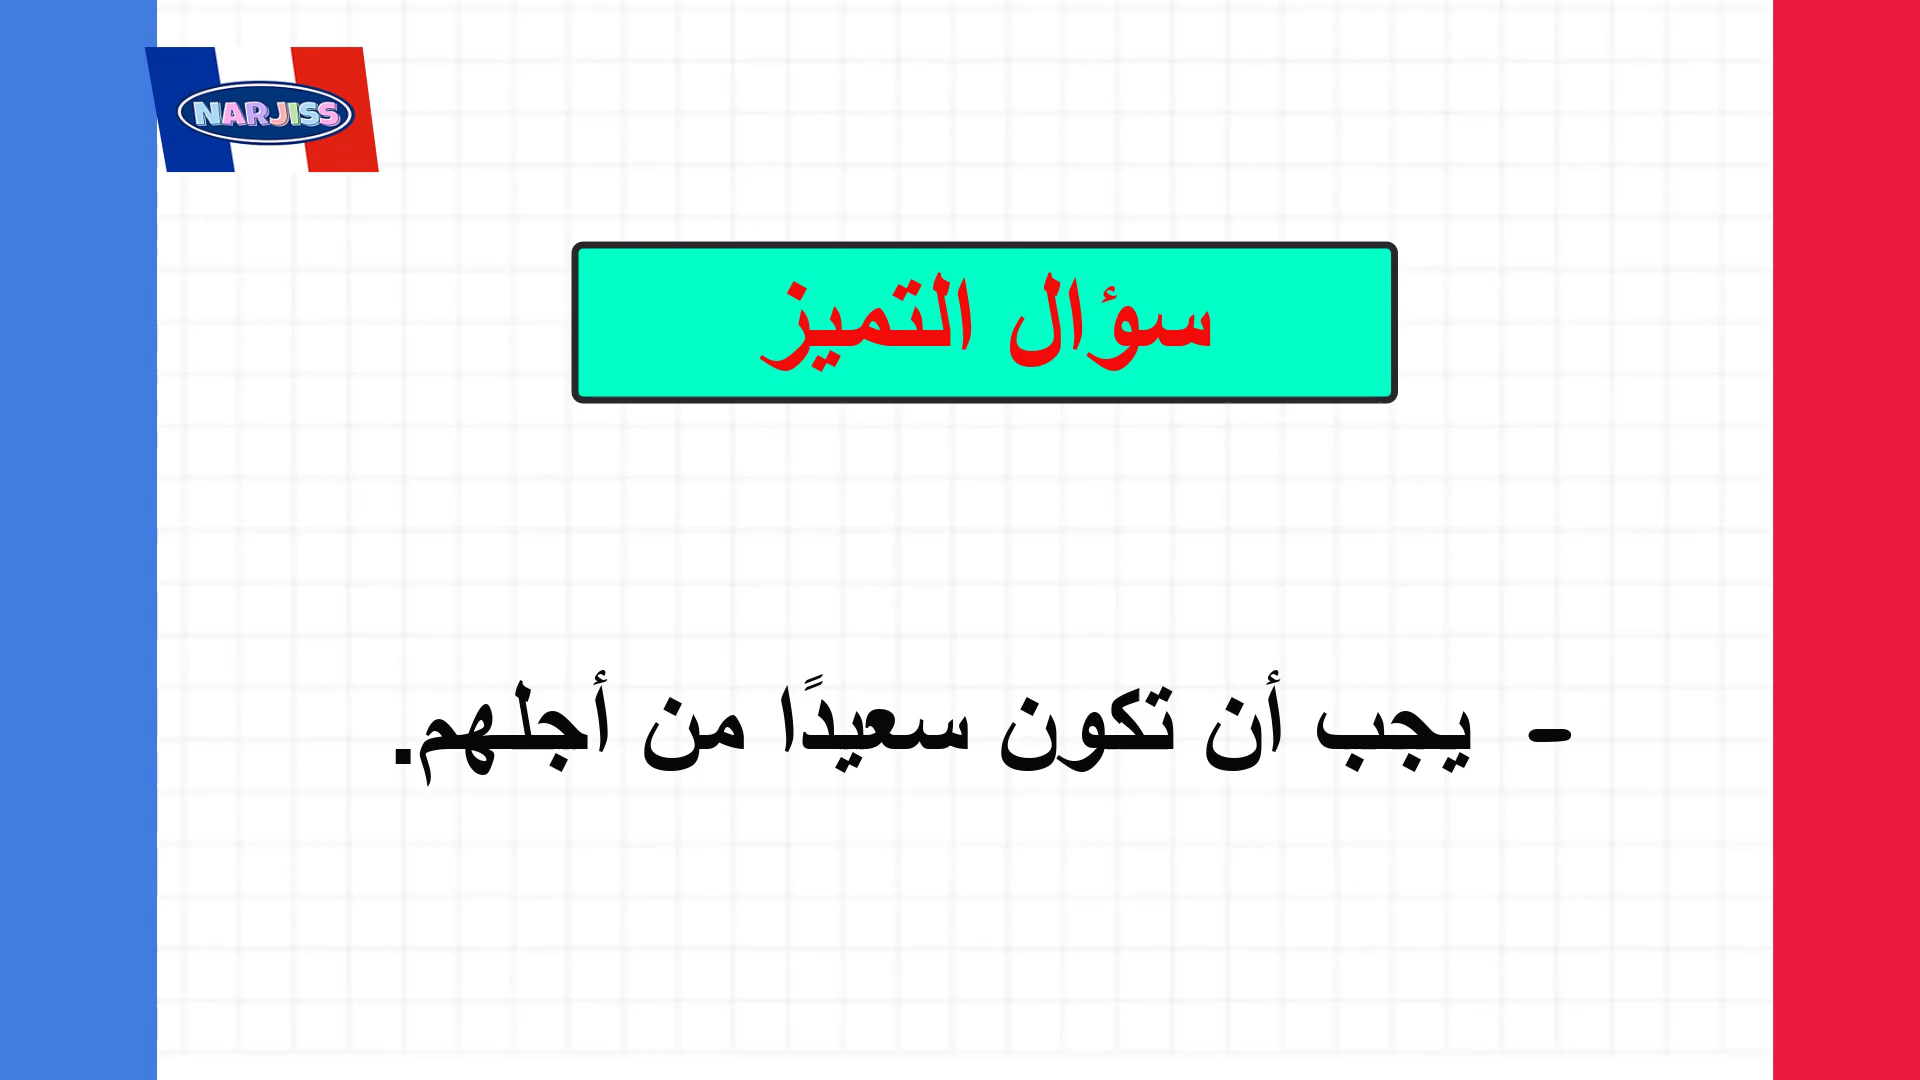 NARJISS
سؤال التميز
- يجب أن تكون سعيدًا من أجلهم.